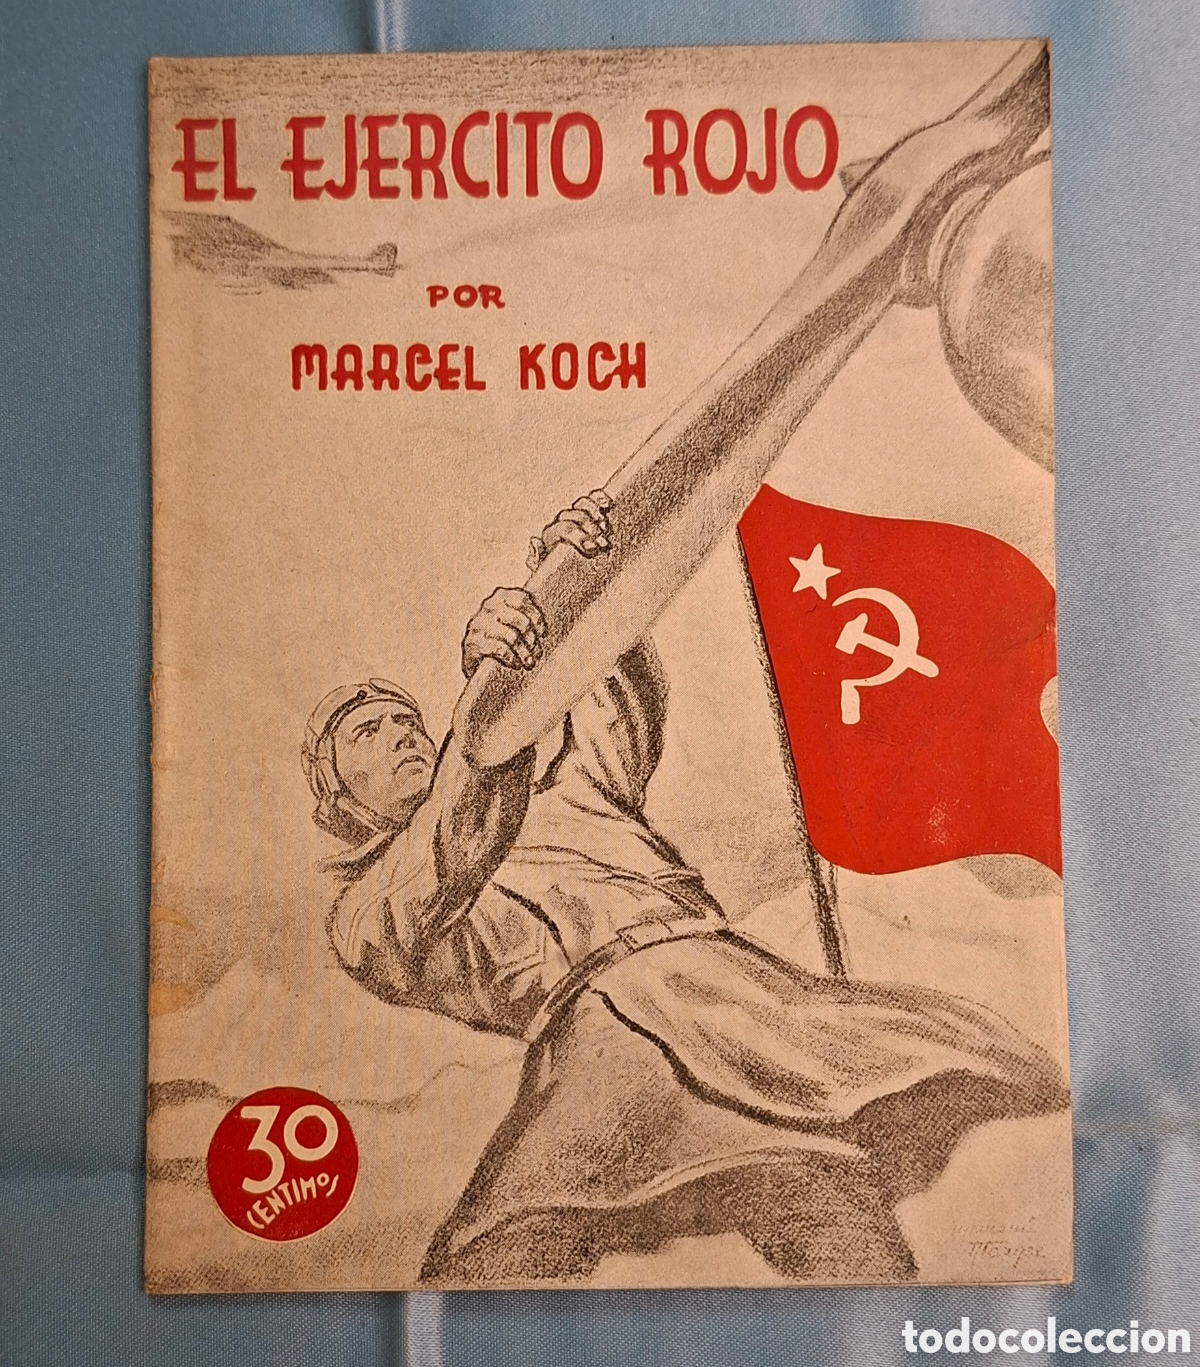 EL EJERCITO ROJO
POR
MARCEL KOCH
30
CENTIMOS
todocoleccion